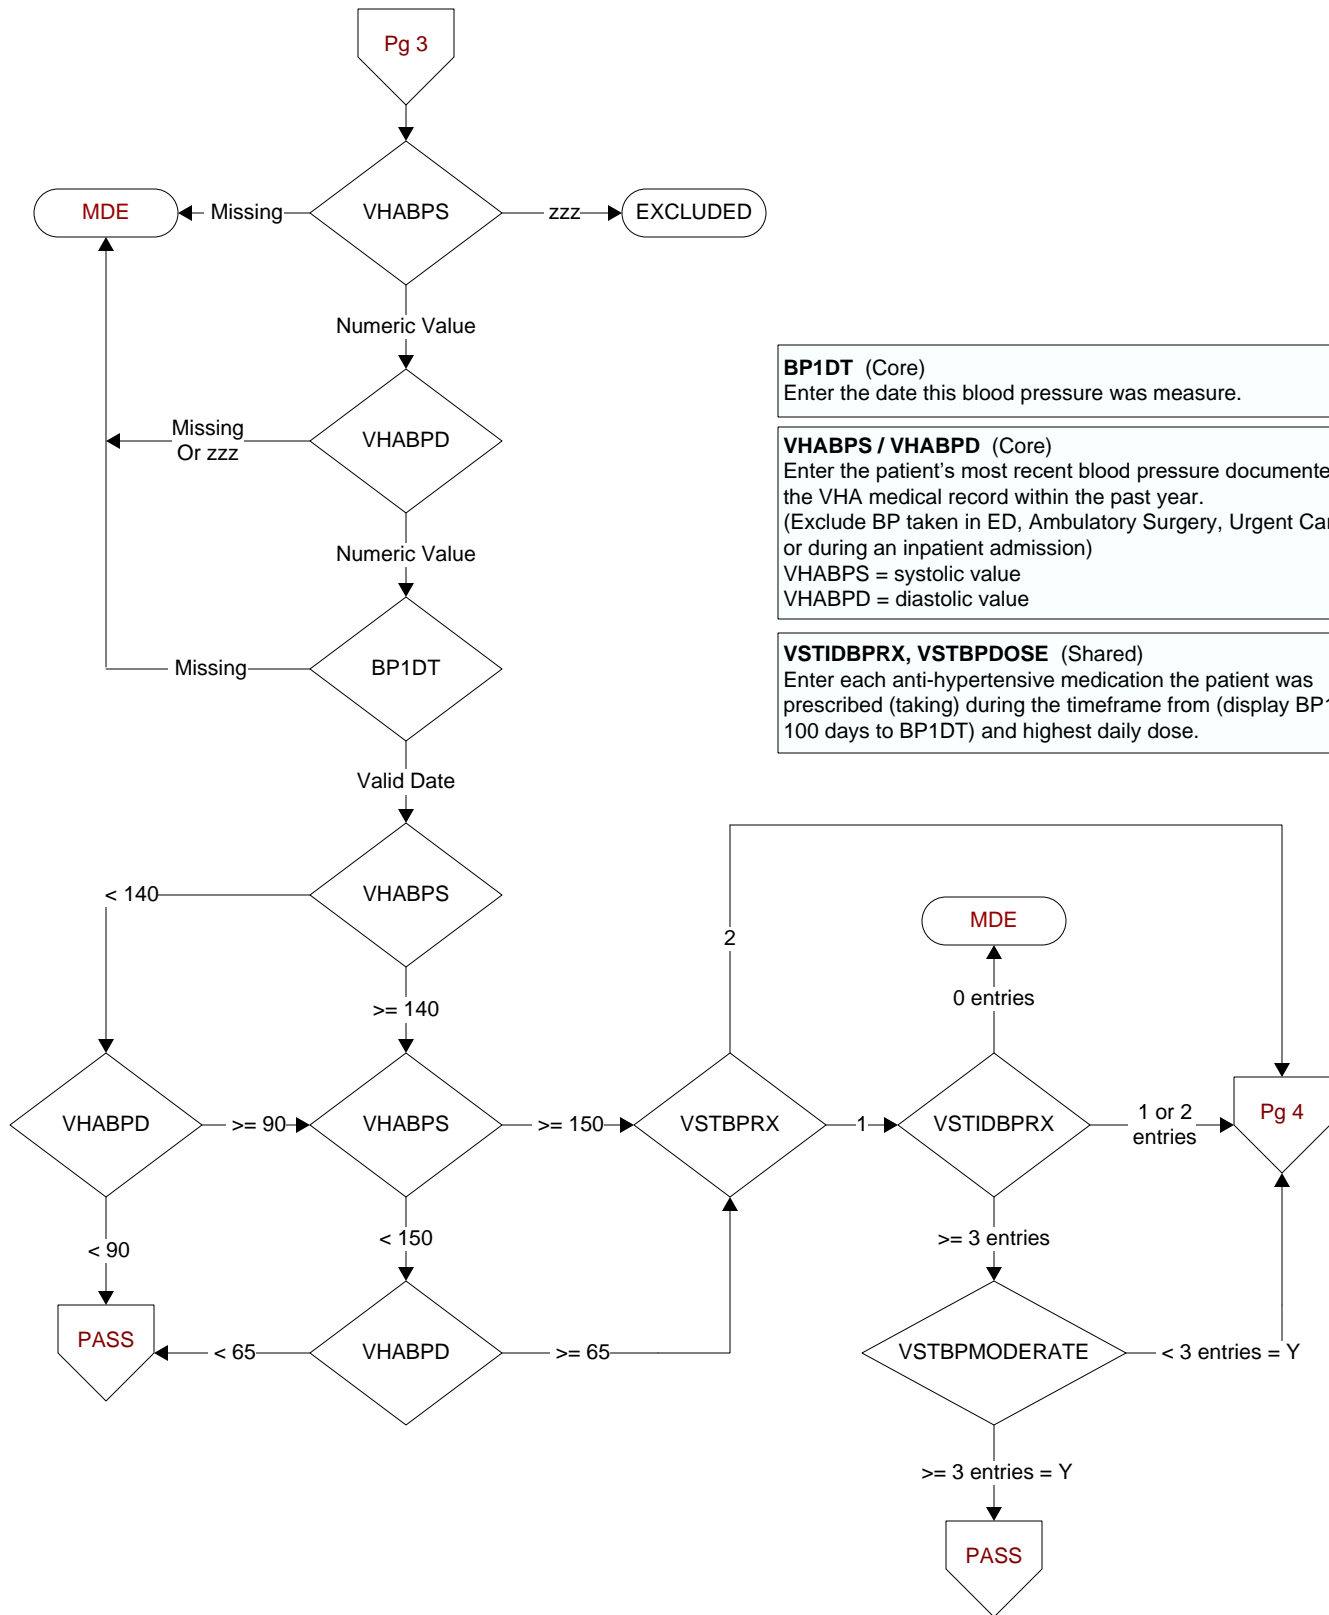 Pg 3
VHABPS
MDE
Missing
zzz
EXCLUDED
Numeric Value
VHABPD
Missing
Or zzz
Numeric Value
BP1DT
Missing
Valid Date
BP1DT (Core)
Enter the date this blood pressure was measure.
VHABPS / VHABPD (Core)
Enter the patient's most recent blood pressure documente
the VHA medical record within the past year.
(Exclude BP taken in ED, Ambulatory Surgery, Urgent Car
or during an inpatient admission)
VHABPS = systolic value
VHABPD = diastolic value
VSTIDBPRX, VSTBPDOSE (Shared)
Enter each anti-hypertensive medication the patient was
prescribed (taking) during the timeframe from (display BP1
100 days to BP1DT) and highest daily dose.
VHABPS
< 140
>= 140
2
MDE
0 entries
VHABPD
>= 90
VHABPS
>= 150
VSTBPRX
1
VSTIDBPRX
1 or 2
entries
Pg 4
< 90
< 150
>= 3 entries
PASS
< 65
VHABPD
>= 65
VSTBPMODERATE
< 3 entries = Y
>= 3 entries = Y
PASS